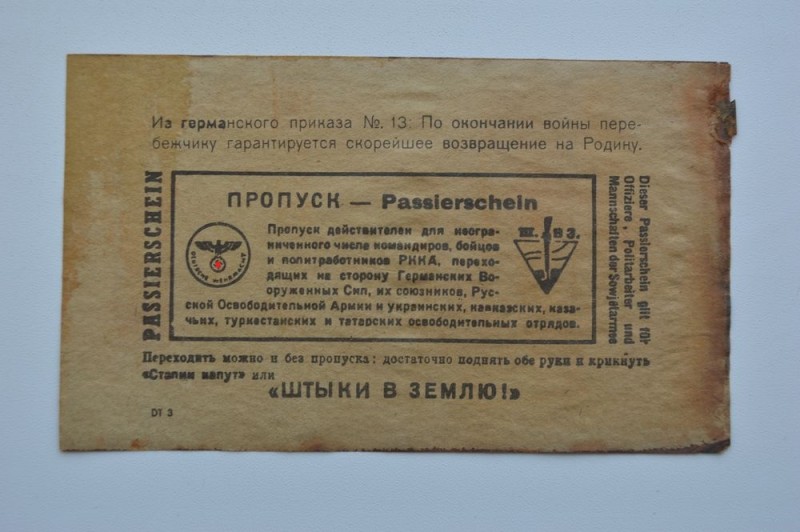 Из германского приказа №. 13: По окончании войны пере-
бежчику гарантируется скорейшее возвращение на Родину.
PASSIERSCHEIN
ПРОПУСК — Passierschein
DEUTSCHE WEHRMACHT
Пропуск действителен для неогра-
ниченного числа командиров, бойцов
и политработников РККА, перехо-
дящих на сторону Германских Во-
оруженных Сил, их союзников, Рус-
ской Освободительной Армии и украинских, кавказских, каза-
чьих, туркестанских и татарских освободительных отрядов.
Ш. В З.
Dieser Passierschein gilt für
Offiziere, Politarbeiter und
Mannschaften der Sowjetarmee
Переходить можно и без пропуска: достаточно поднять обе руки и крикнуть
«Сталин капут» или
«ШТЫКИ В ЗЕМЛЮ!»
DT 3